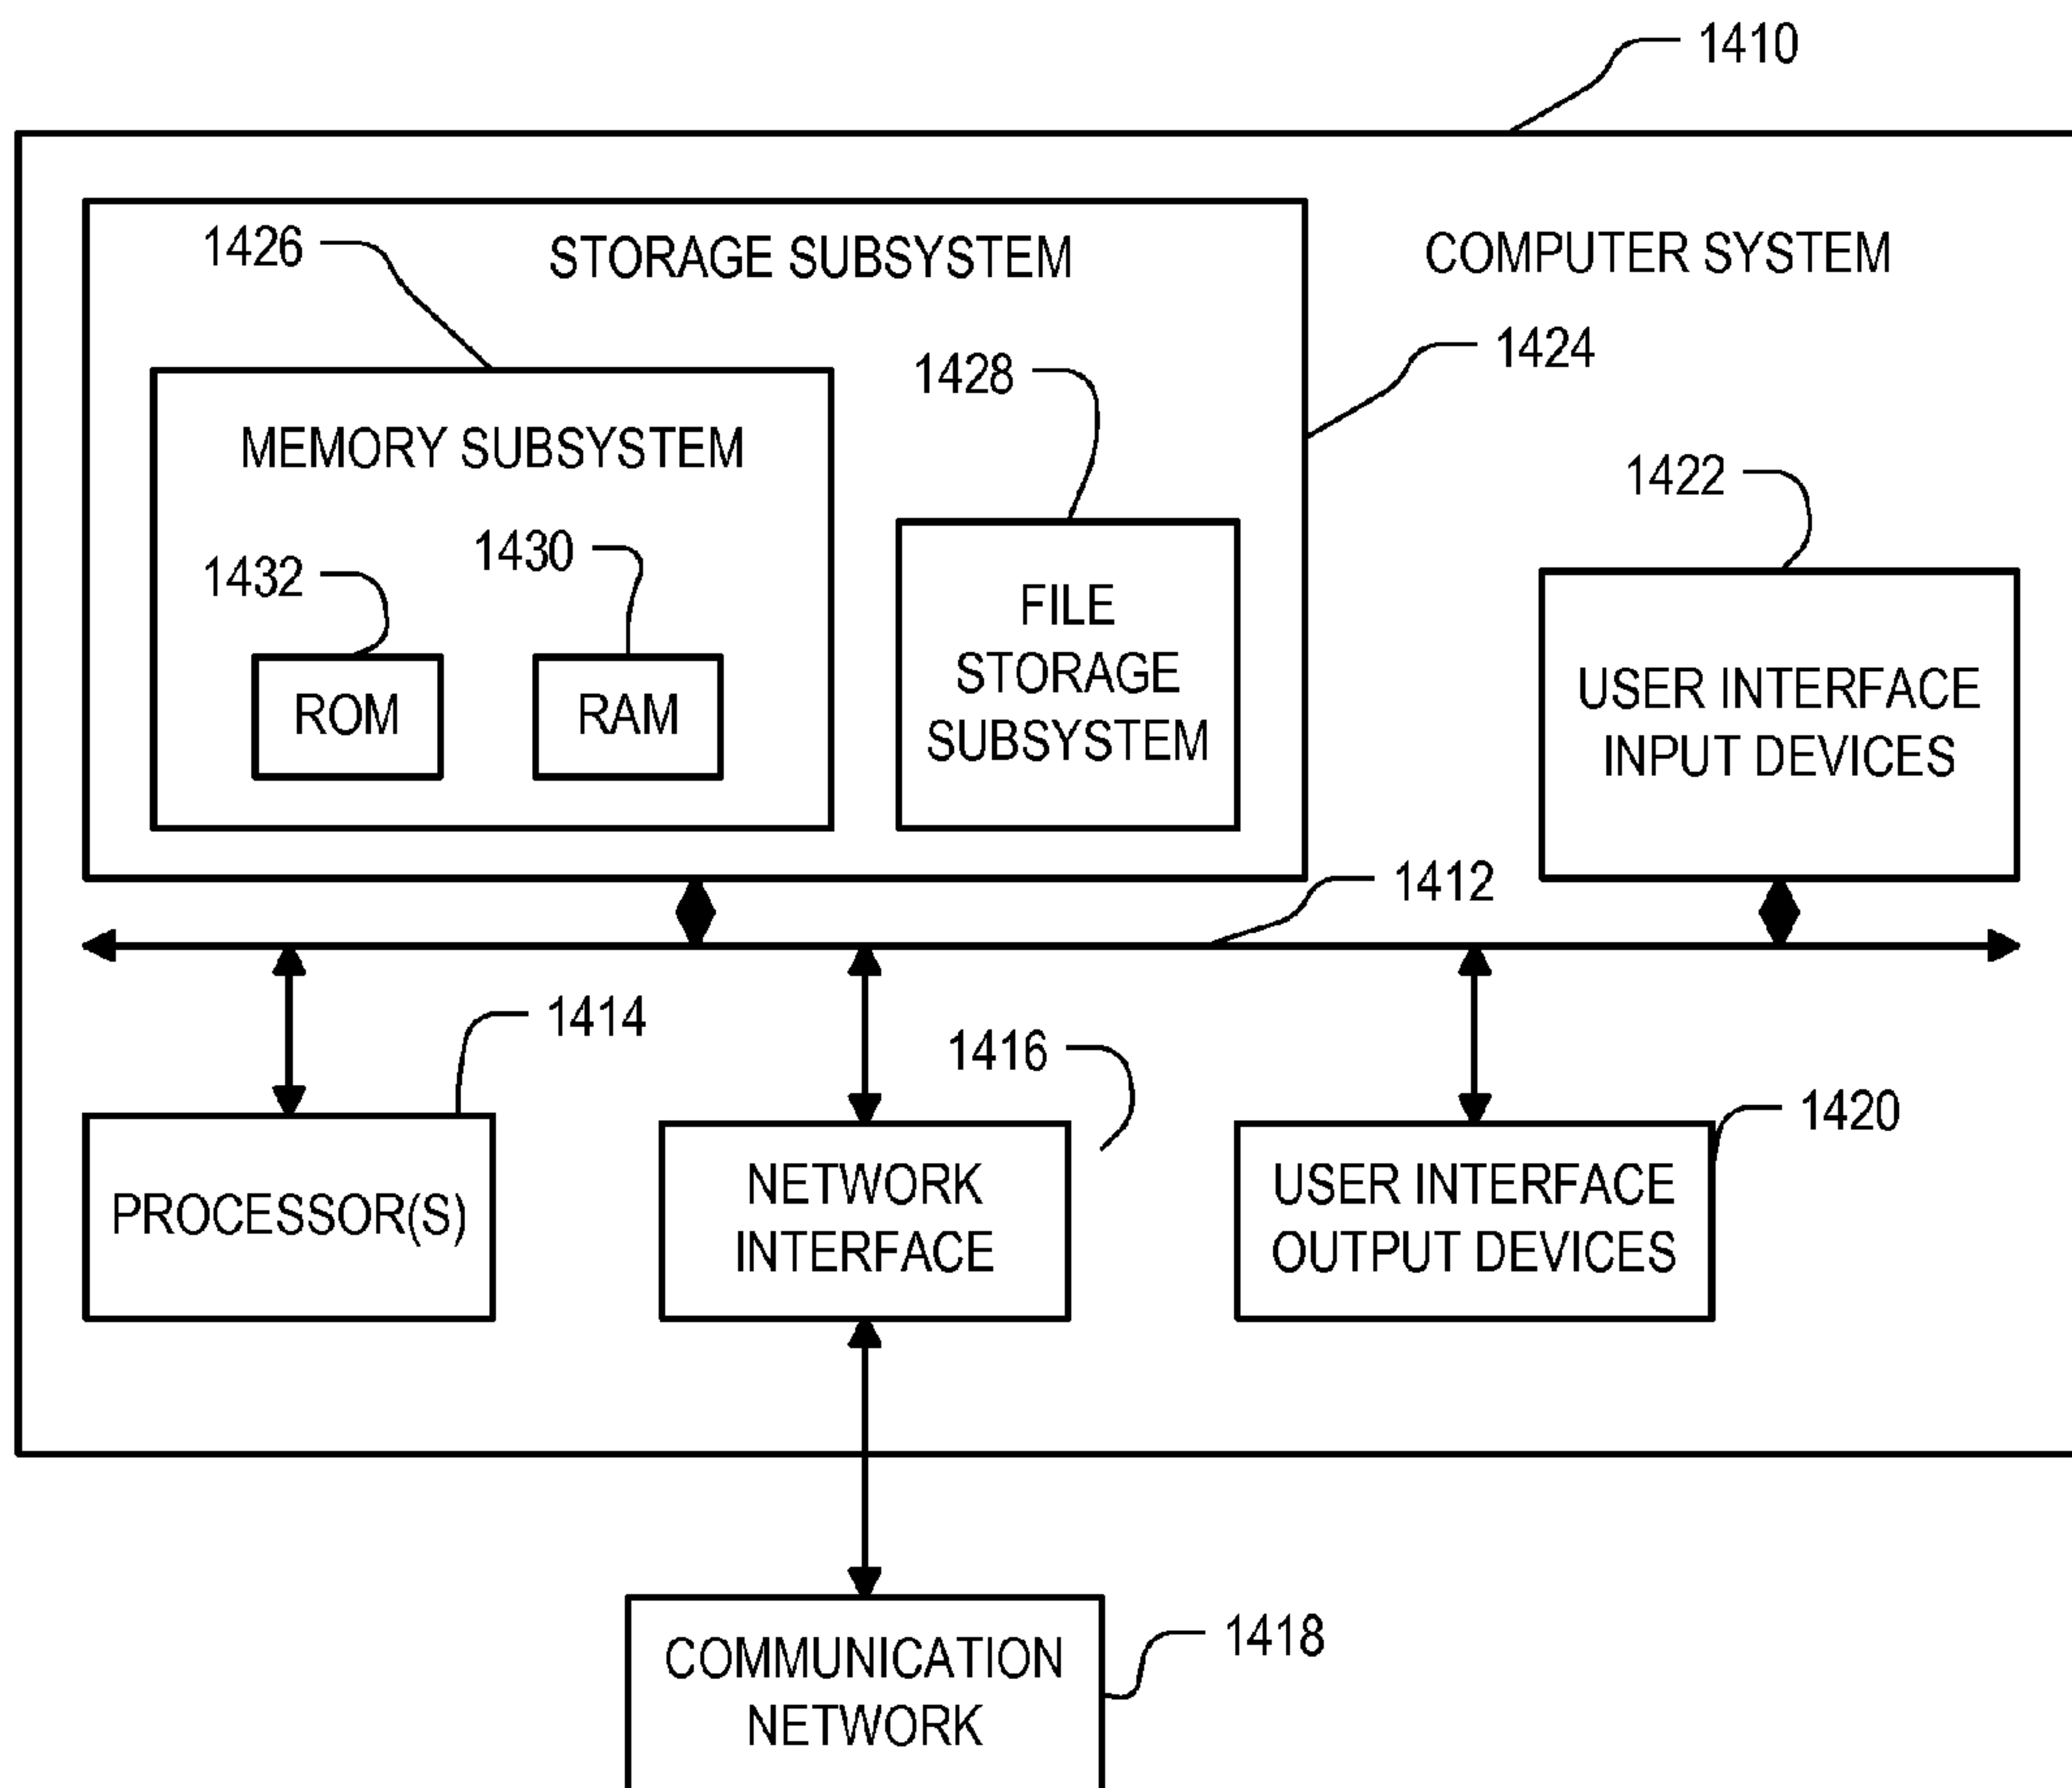 1410
STORAGE SUBSYSTEM
COMPUTER SYSTEM
1426
1424
1428
MEMORY SUBSYSTEM
1422
1432
1430
ROM
RAM
FILE
STORAGE
SUBSYSTEM
USER INTERFACE
INPUT DEVICES
1412
1414
1416
1420
PROCESSOR(S)
NETWORK
INTERFACE
USER INTERFACE
OUTPUT DEVICES
1418
COMMUNICATION
NETWORK